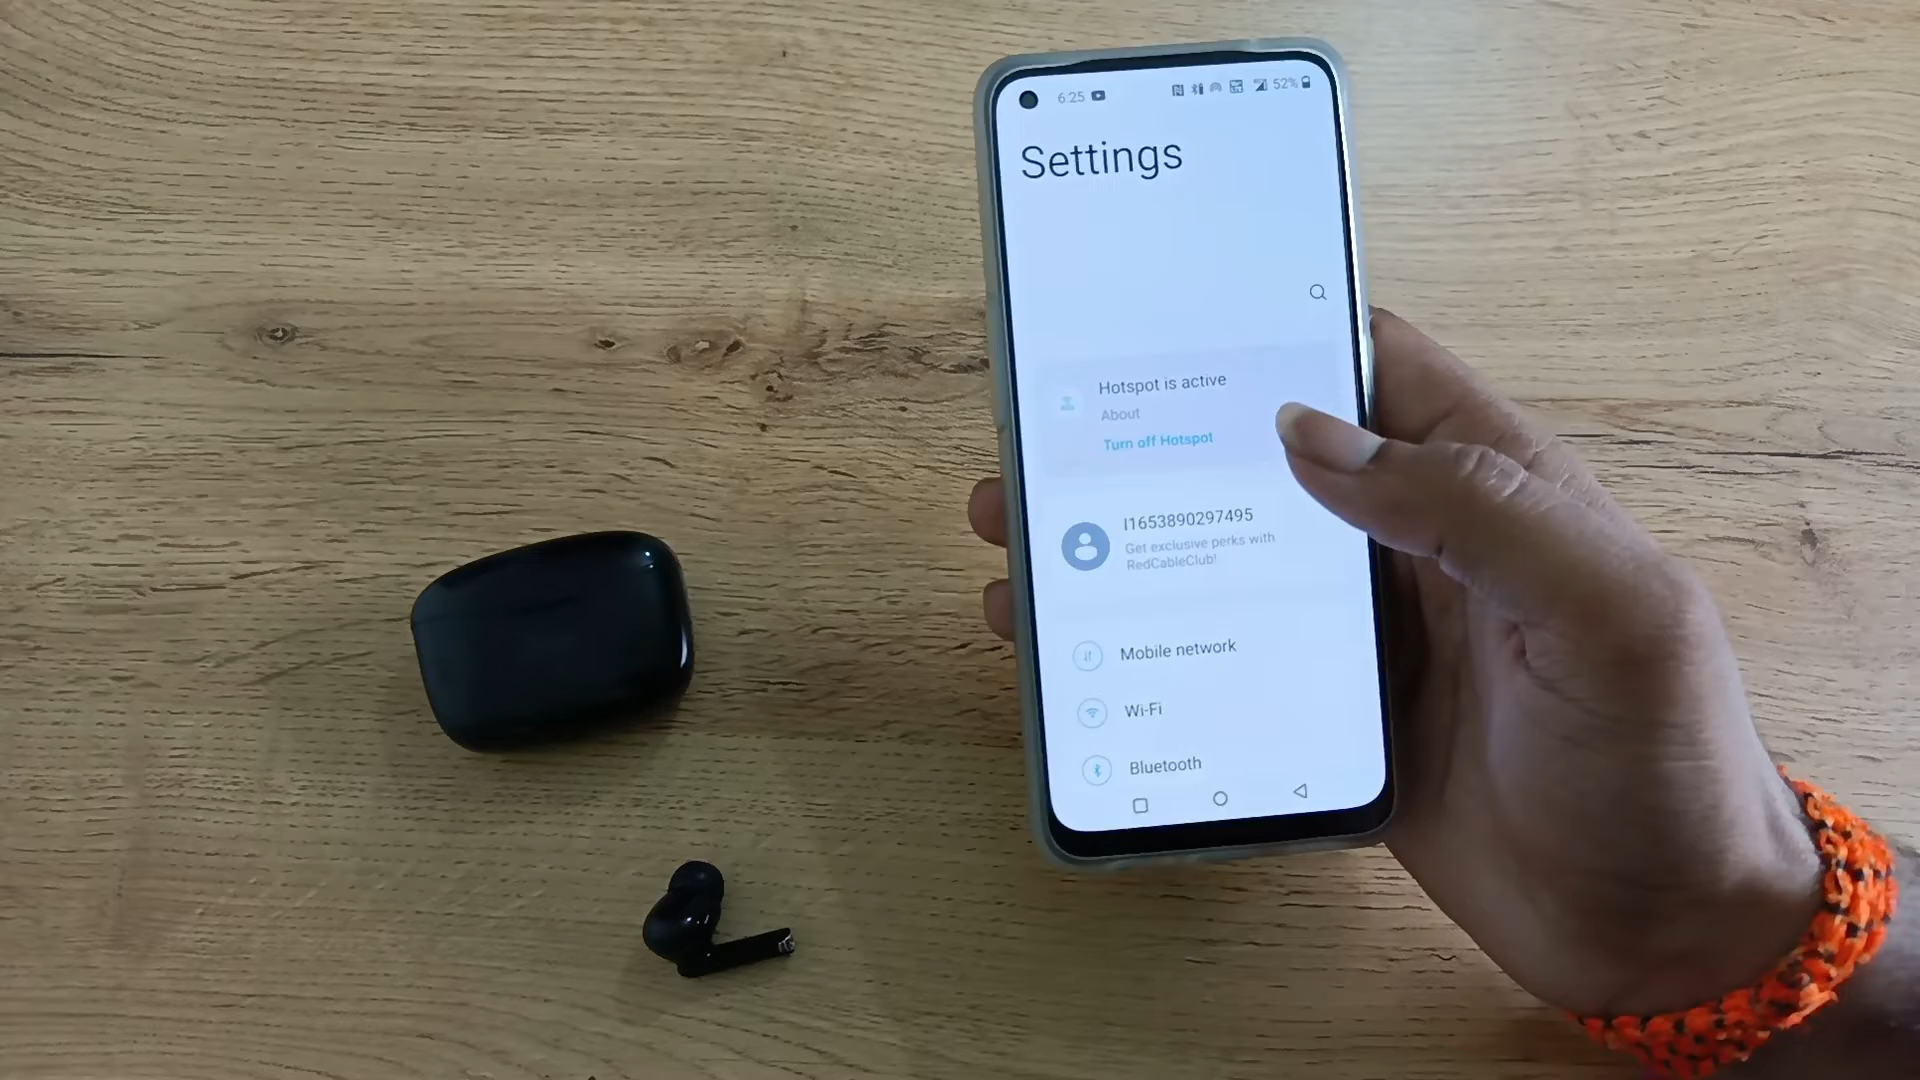 6:25 52%
Settings
Hotspot is active
About
Turn off Hotspot
I1653890297495
Get exclusive perks with
RedCableClub!
Mobile network
Wi-Fi
Bluetooth